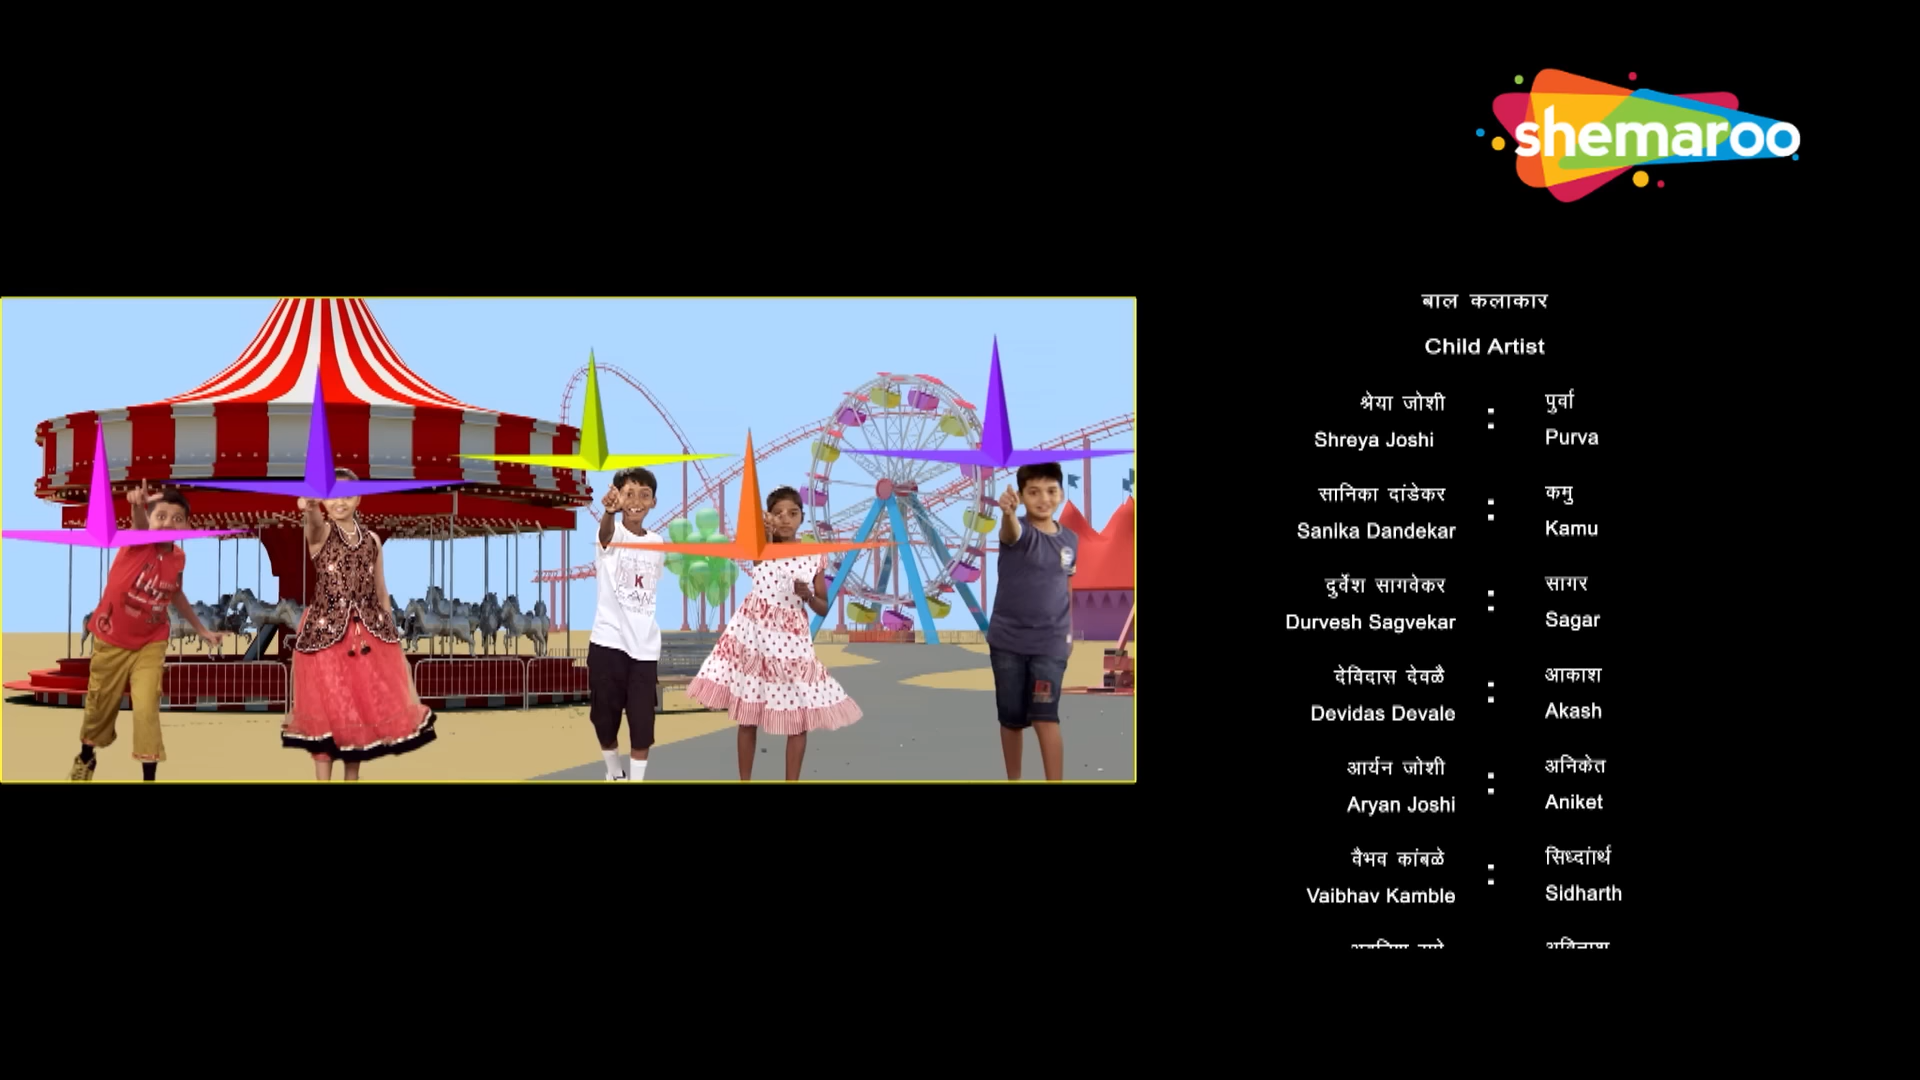 shemaroo
बाल कलाकार
Child Artist
श्रेया जोशी : पुर्वा
Shreya Joshi Purva
सानिका दांडेकर : कमु
Sanika Dandekar Kamu
दुर्वेश सागवेकर : सागर
Durvesh Sagvekar Sagar
देविदास देवळै : आकाश
Devidas Devale Akash
आर्यन जोशी : अनिकेत
Aryan Joshi Aniket
वैभव कांबळे : सिध्दांार्थ
Vaibhav Kamble Sidharth
K